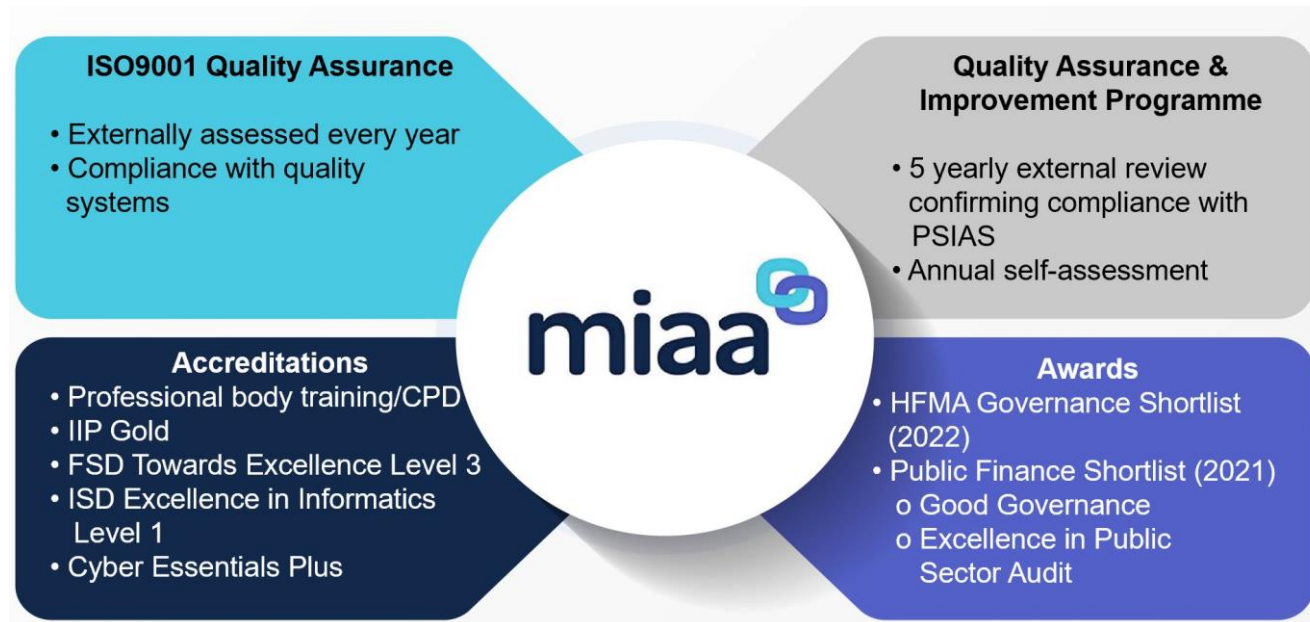 ISO9001 Quality Assurance
• Externally assessed every year
• Compliance with quality
systems
Quality Assurance &
Improvement Programme
• 5 yearly external review
confirming compliance with
PSIAS
• Annual self-assessment
miaa
Accreditations
• Professional body training/CPD
• IIP Gold
• FSD Towards Excellence Level 3
• ISD Excellence in Informatics
Level 1
• Cyber Essentials Plus
Awards
• HFMA Governance Shortlist
(2022)
• Public Finance Shortlist (2021)
o Good Governance
o Excellence in Public
Sector Audit